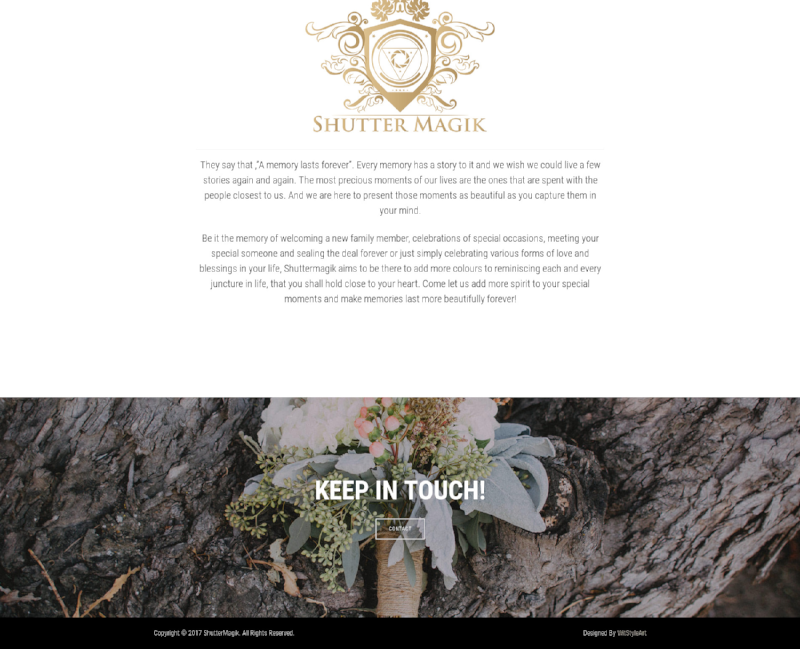 SHUTTER MAGIK
They say that ,"A memory lasts forever". Every memory has a story to it and we wish we could live a few
stories again and again. The most precious moments of our lives are the ones that are spent with the
people closest to us. And we are here to present those moments as beautiful as you capture them in
your mind.
Be it the memory of welcoming a new family member, celebrations of special occasions, meeting your
special someone and sealing the deal forever or just simply celebrating various forms of love and
blessings in your life, Shuttermagik aims to be there to add more colours to reminiscing each and every
juncture in life, that you shall hold close to your heart. Come let us add more spirit to your special
moments and make memories last more beautifully forever!
KEEP IN TOUCH!
CONTACT
Copyright © 2017 ShutterMagik. All Rights Reserved.
Designed By WittStyleArt